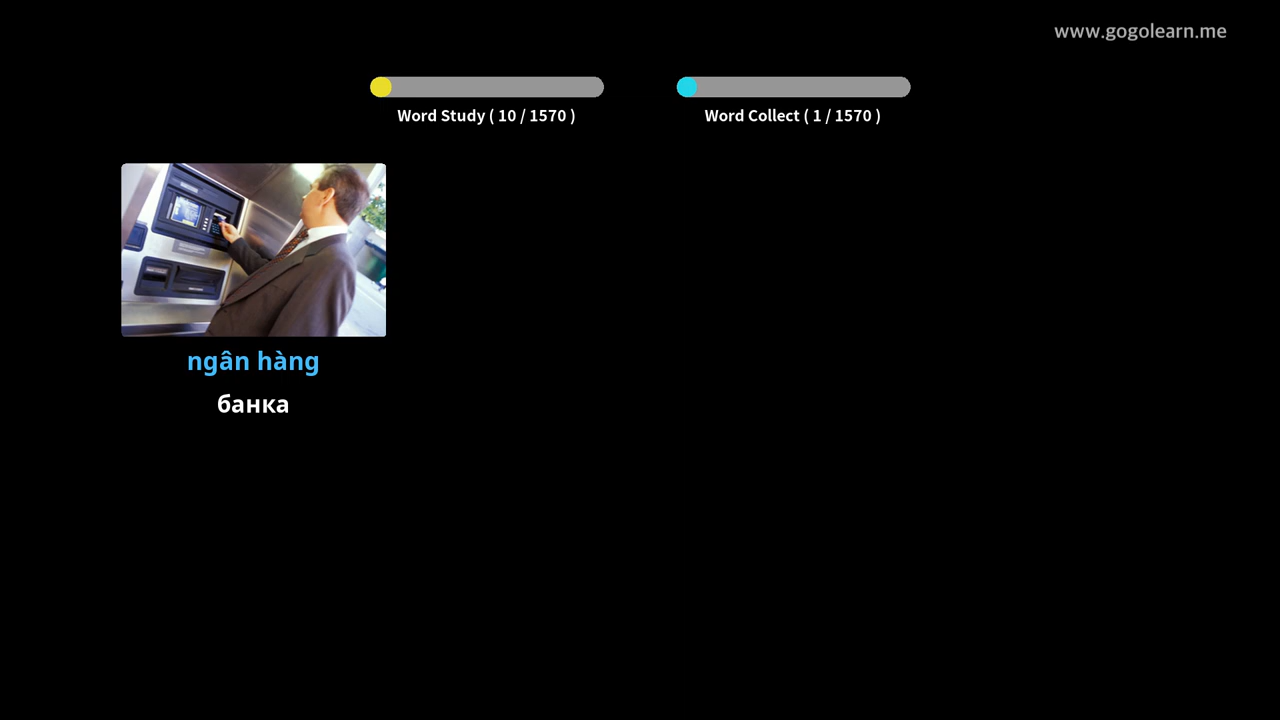 www.gogolearn.me
Word Study ( 10 / 1570 )
Word Collect ( 1 / 1570 )
ngân hàng
банка